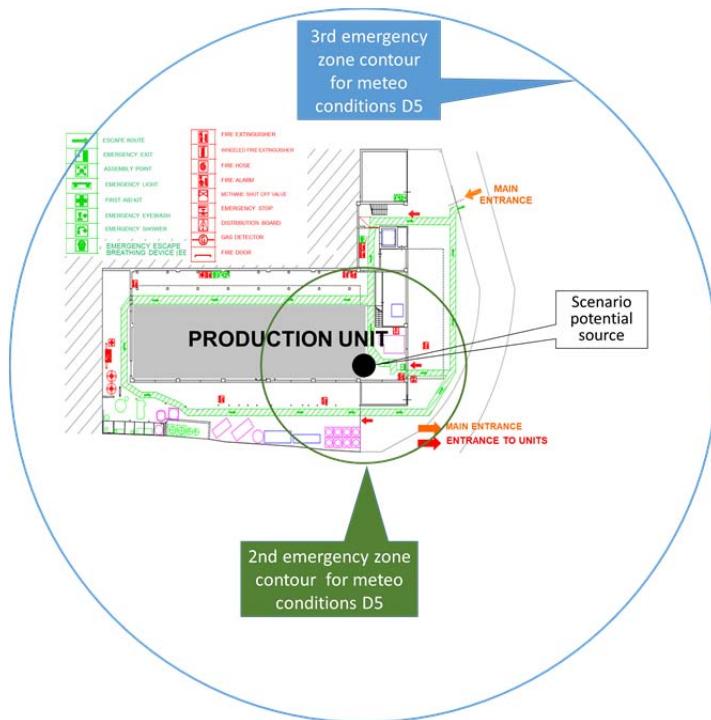 3rd emergency
zone contour
for meteo
conditions D5
ESCAPE ROUTE
EMERGENCY EXIT
ASSEMBLY POINT
EMERGENCY LIGHT
FIRST AID KIT
EMERGENCY EYEWASH
EMERGENCY SHOWER
EMERGENCY ESCAPE
BREATHING DEVICE (EE
FIRE EXTINGUISHER
WHEELED FIRE EXTINGUISHER
FIRE HOSE
FIRE ALARM
METHANE SHUT OFF VALVE
EMERGENCY STOP
DISTRIBUTION BOARD
GAS DETECTOR
FIRE DOOR
MAIN
ENTRANCE
Scenario
potential
source
PRODUCTION UNIT
MAIN ENTRANCE
ENTRANCE TO UNITS
2nd emergency zone
contour for meteo
conditions D5